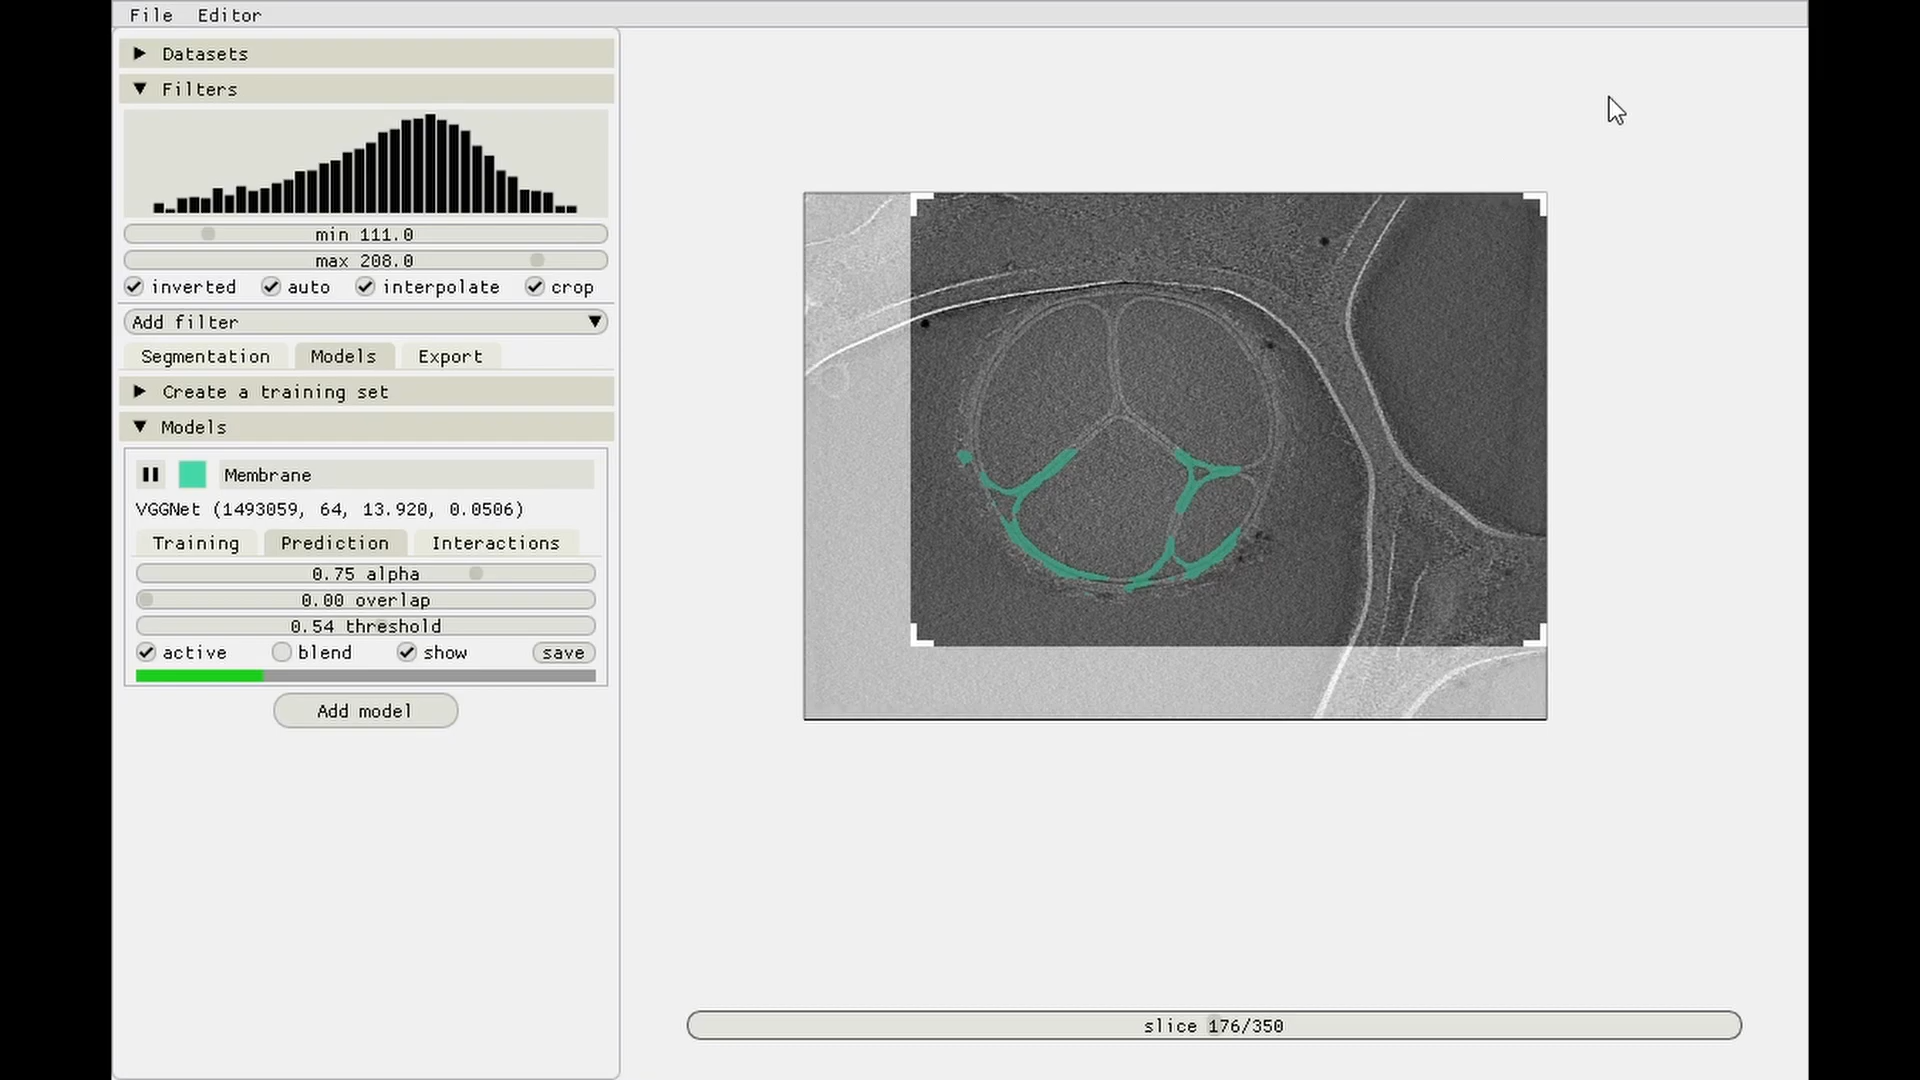 File Editor
Datasets
Filters
min 111.0
max 208.0
inverted auto interpolate crop
Add filter
Segmentation Models Export
Create a training set
Models
Membrane
VGGNet (1493059, 64, 13.920, 0.0506)
Training Prediction Interactions
0.75 alpha
0.00 overlap
0.54 threshold
active blend show save
Add model
slice 176/350